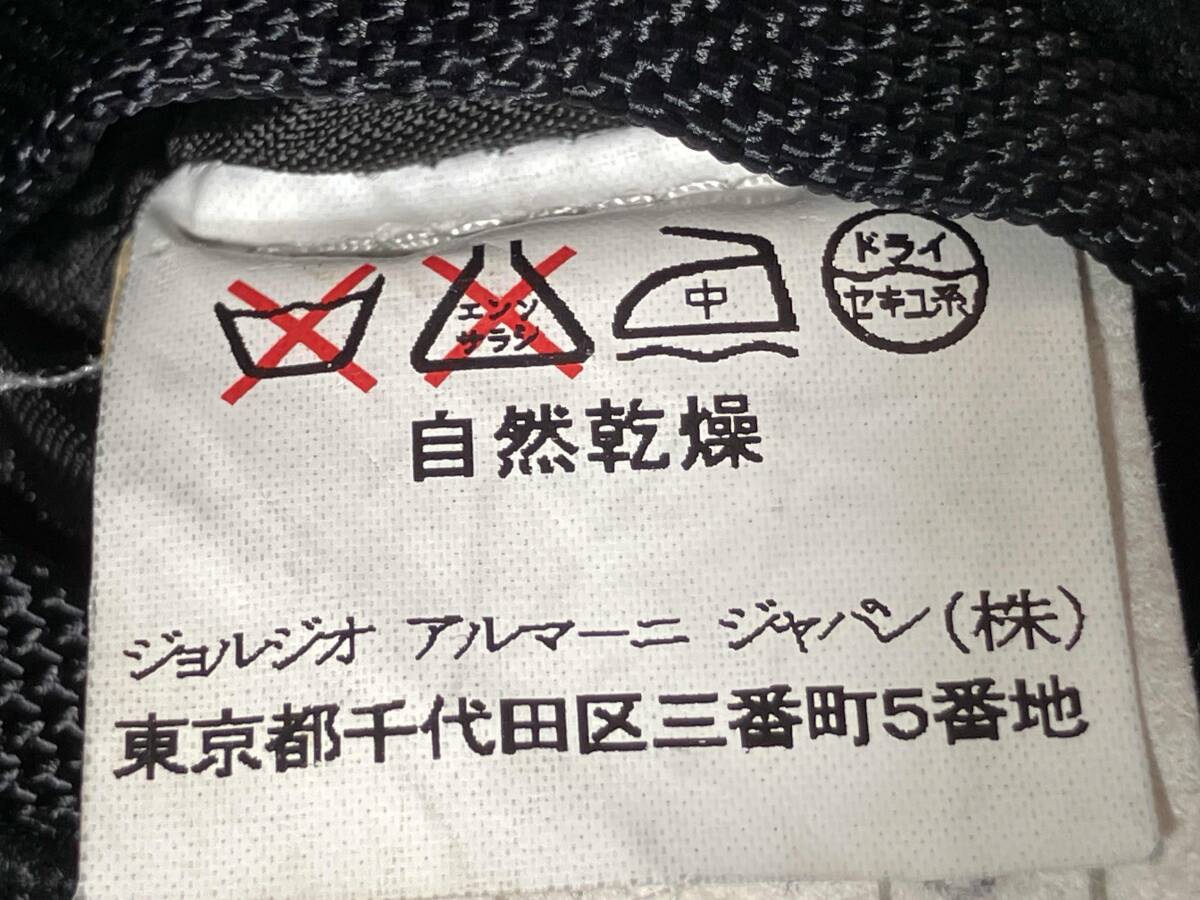 エンソ
サラシ
中
ドライ
セキユ系
自然乾燥
ジョルジオ アルマーニ ジャパン(株)
東京都千代田区三番町5番地